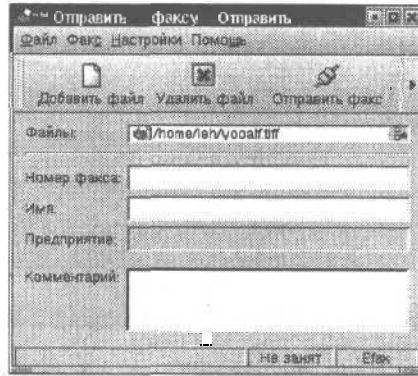 Отправить факсу Отправить
Файл Факс Настройки Помощь
Добавить файл Удалить файл Отправить факс
Файлы: /home/leh/vooalf.tiff
Номер факса:
Имя:
Предприятие:
Комментарий:
Не занят Efax